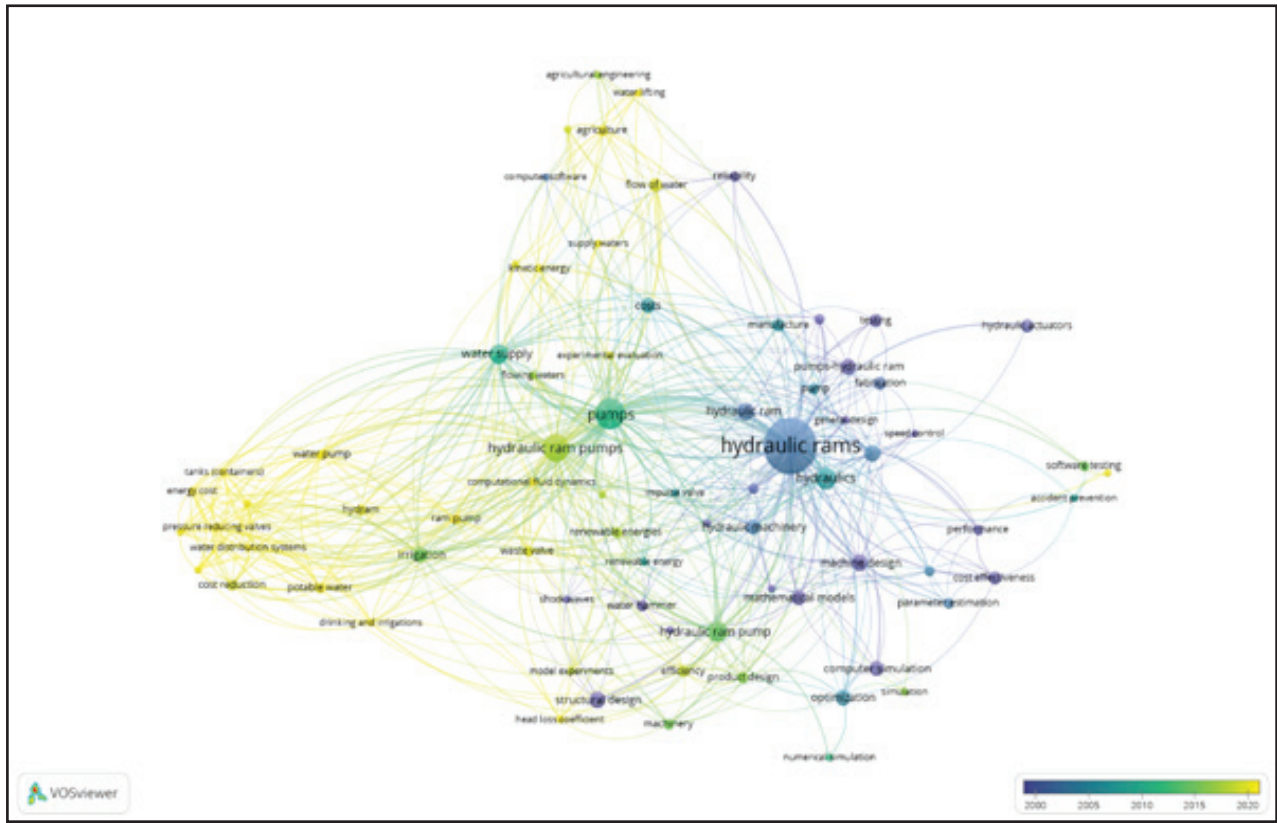 agricultural engineering
water lifting
agriculture
computer software
flow of water
reliability
supply waters
kinetic energy
costs
manufacture
testing
hydraulic actuators
water supply
experimental evaluation
flowing waters
pumps-hydraulic ram
pump
fabrication
pumps
hydraulic ram
general design
speed control
hydraulic ram pumps
hydraulic rams
water pump
tanks (containers)
software testing
energy cost
computational fluid dynamics
impulse valve
hydraulics
accident prevention
hydram
ram pump
pressure reducing valves
renewable energies
hydraulic machinery
performance
water distribution systems
irrigation
waste valve
renewable energy
machine design
cost effectiveness
cost reduction
potable water
shock waves
water hammer
mathematical models
parameter estimation
drinking and irrigations
hydraulic ram pump
model experiments
efficiency
product design
computer simulation
structural design
optimization
simulation
head loss coefficient
machinery
numerical simulation
VOSviewer
2000 2005 2010 2015 2020